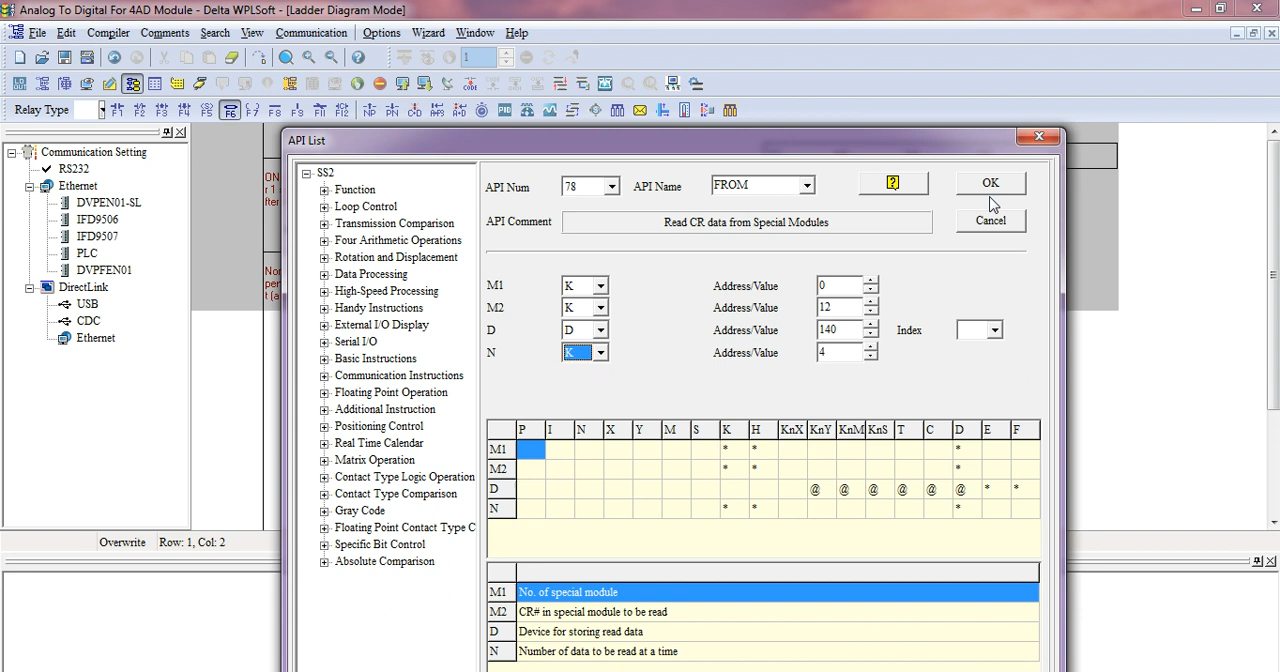 Analog To Digital For 4AD Module - Delta WPLSoft - [Ladder Diagram Mode]
File Edit Compiler Comments Search View Communication Options Wizard Window Help
1
Relay Type
API List
Communication Setting
RS232
Ethernet
DVPEN01-SL
IFD9506
IFD9507
PLC
DVPFEN01
DirectLink
USB
CDC
Ethernet
SS2
Function
Loop Control
Transmission Comparison
Four Arithmetic Operations
Rotation and Displacement
Data Processing
High-Speed Processing
Handy Instructions
External I/O Display
Serial I/O
Basic Instructions
Communication Instructions
Floating Point Operation
Additional Instruction
Positioning Control
Real Time Calendar
Matrix Operation
Contact Type Logic Operation
Contact Type Comparison
Gray Code
Floating Point Contact Type C
Specific Bit Control
Absolute Comparison
API Num 78 API Name FROM ? OK
API Comment Read CR data from Special Modules Cancel
M1 K Address/Value 0
M2 K Address/Value 12
D D Address/Value 140 Index
N K Address/Value 4
P I N X Y M S K H KnX KnY KnM KnS T C D E F
M1 * * *
M2 * * *
D @ @ @ @ @ @ * *
N * * *
M1 No. of special module
M2 CR# in special module to be read
D Device for storing read data
N Number of data to be read at a time
Overwrite Row: 1, Col: 2